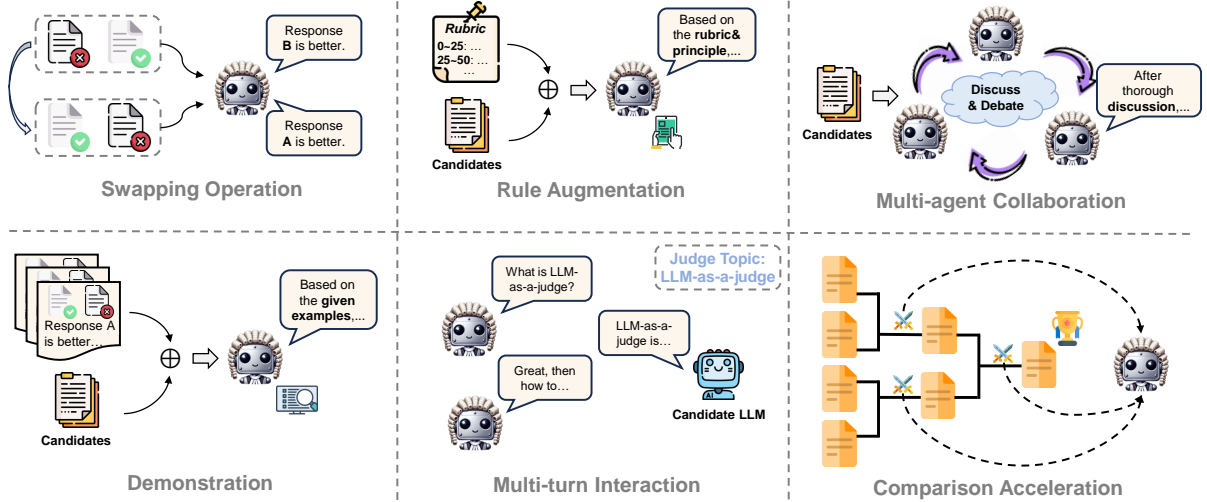 Response
B is better.
Response
A is better.
Swapping Operation
Rubric
0~25: …
25~50: …
…
Candidates
Based on
the rubric&
principle,...
Rule Augmentation
Candidates
Discuss
& Debate
After
thorough
discussion,...
Multi-agent Collaboration
Response A
is better…
Candidates
Based on
the given
examples,...
Demonstration
Judge Topic:
LLM-as-a-judge
What is LLM-
as-a-judge?
LLM-as-a-
judge is…
Great, then
how to…
AI
Candidate LLM
Multi-turn Interaction
Comparison Acceleration